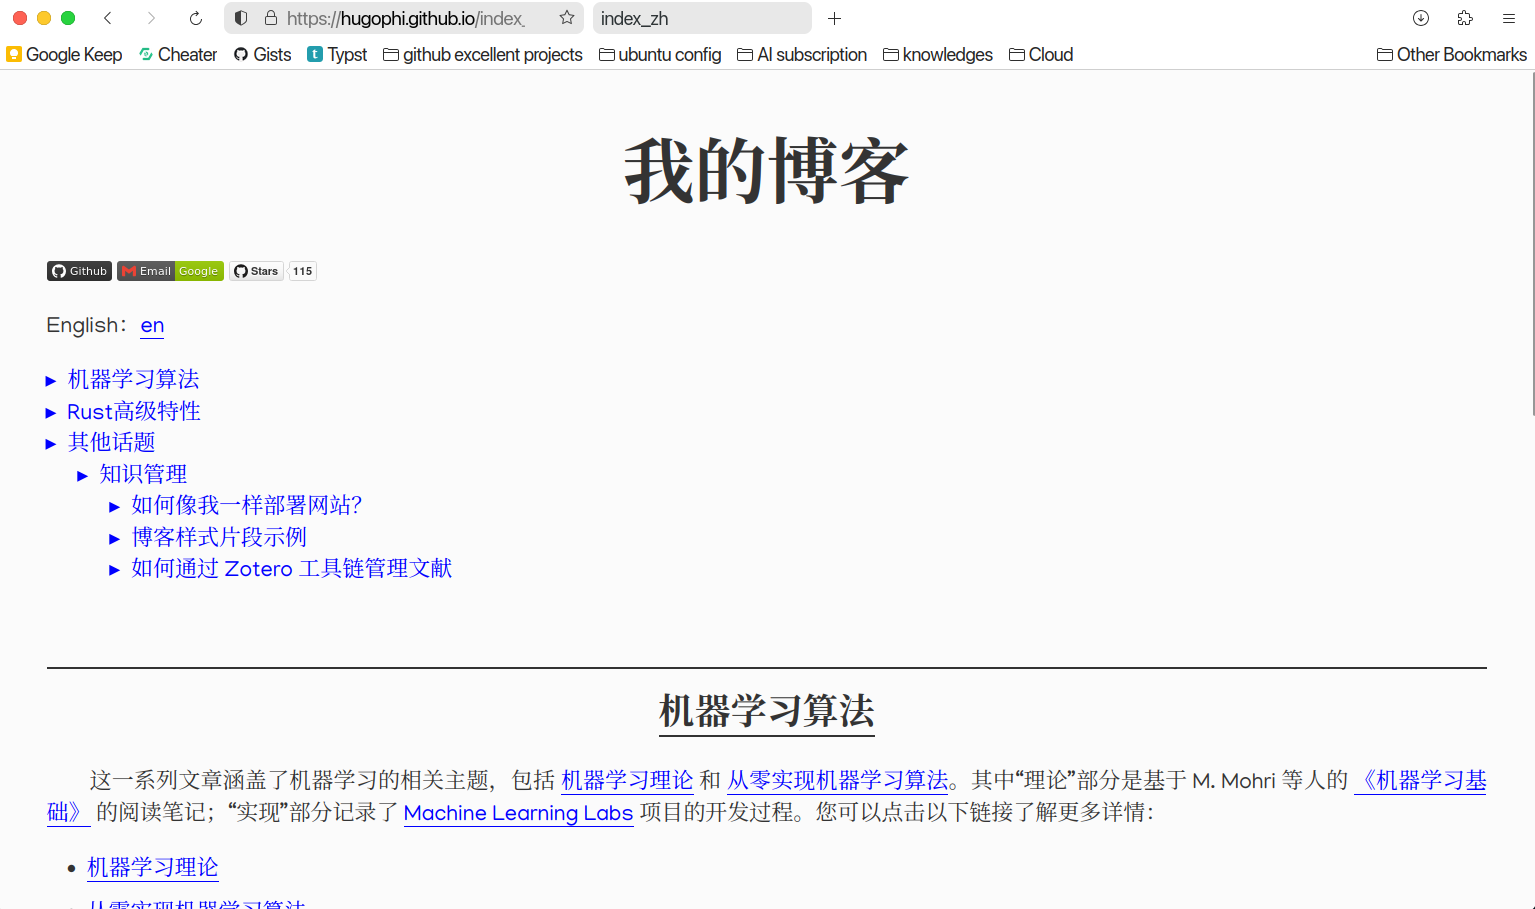 https://hugophi.github.io/index_
index_zh
Google Keep
Cheater
Gists
Typst
github excellent projects
ubuntu config
AI subscription
knowledges
Cloud
Other Bookmarks
我的博客
Github
Email Google
Stars 115
English：en
机器学习算法
Rust高级特性
其他话题
知识管理
如何像我一样部署网站？
博客样式片段示例
如何通过 Zotero 工具链管理文献
机器学习算法
这一系列文章涵盖了机器学习的相关主题，包括 机器学习理论 和 从零实现机器学习算法。其中“理论”部分是基于 M. Mohri 等人的 《机器学习基
础》 的阅读笔记；“实现”部分记录了 Machine Learning Labs 项目的开发过程。您可以点击以下链接了解更多详情：
机器学习理论
从零实现机器学习算法